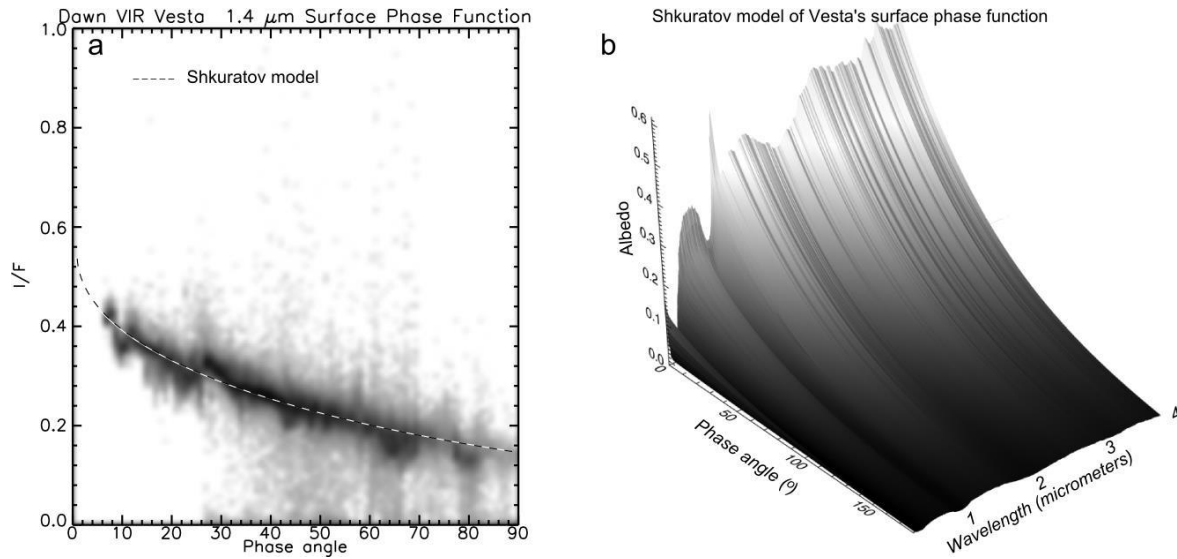 Dawn VIR Vesta 1.4 μm Surface Phase Function
a
Shkuratov model
1.0
0.8
0.6
0.4
0.2
0.0
I/F
0 10 20 30 40 50 60 70 80 90
Phase angle
Shkuratov model of Vesta's surface phase function
b
0.6
0.5
0.4
0.3
0.2
0.1
0.0
Albedo
0
50
100
150
Phase angle (º)
1
2
3
4
Wavelength (micrometers)